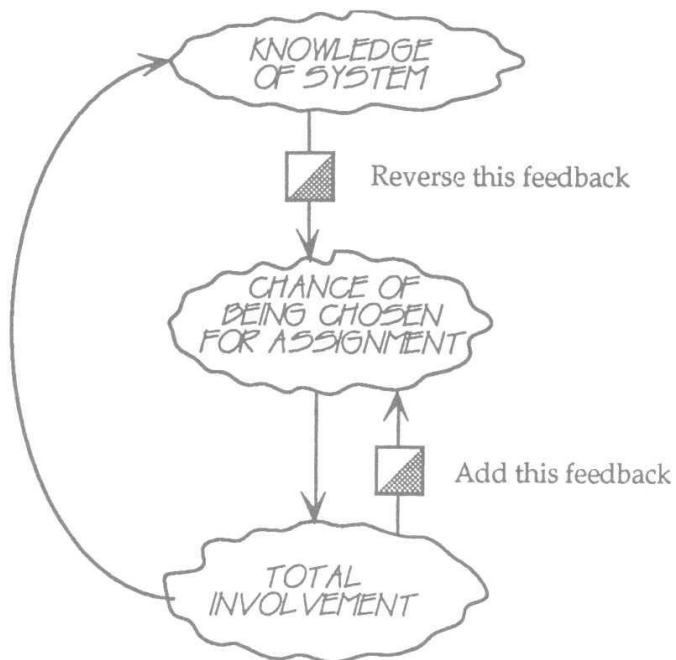 KNOWLEDGE
OF SYSTEM
Reverse this feedback
CHANCE OF
BEING CHOSEN
FOR ASSIGNMENT
Add this feedback
TOTAL
INVOLVEMENT